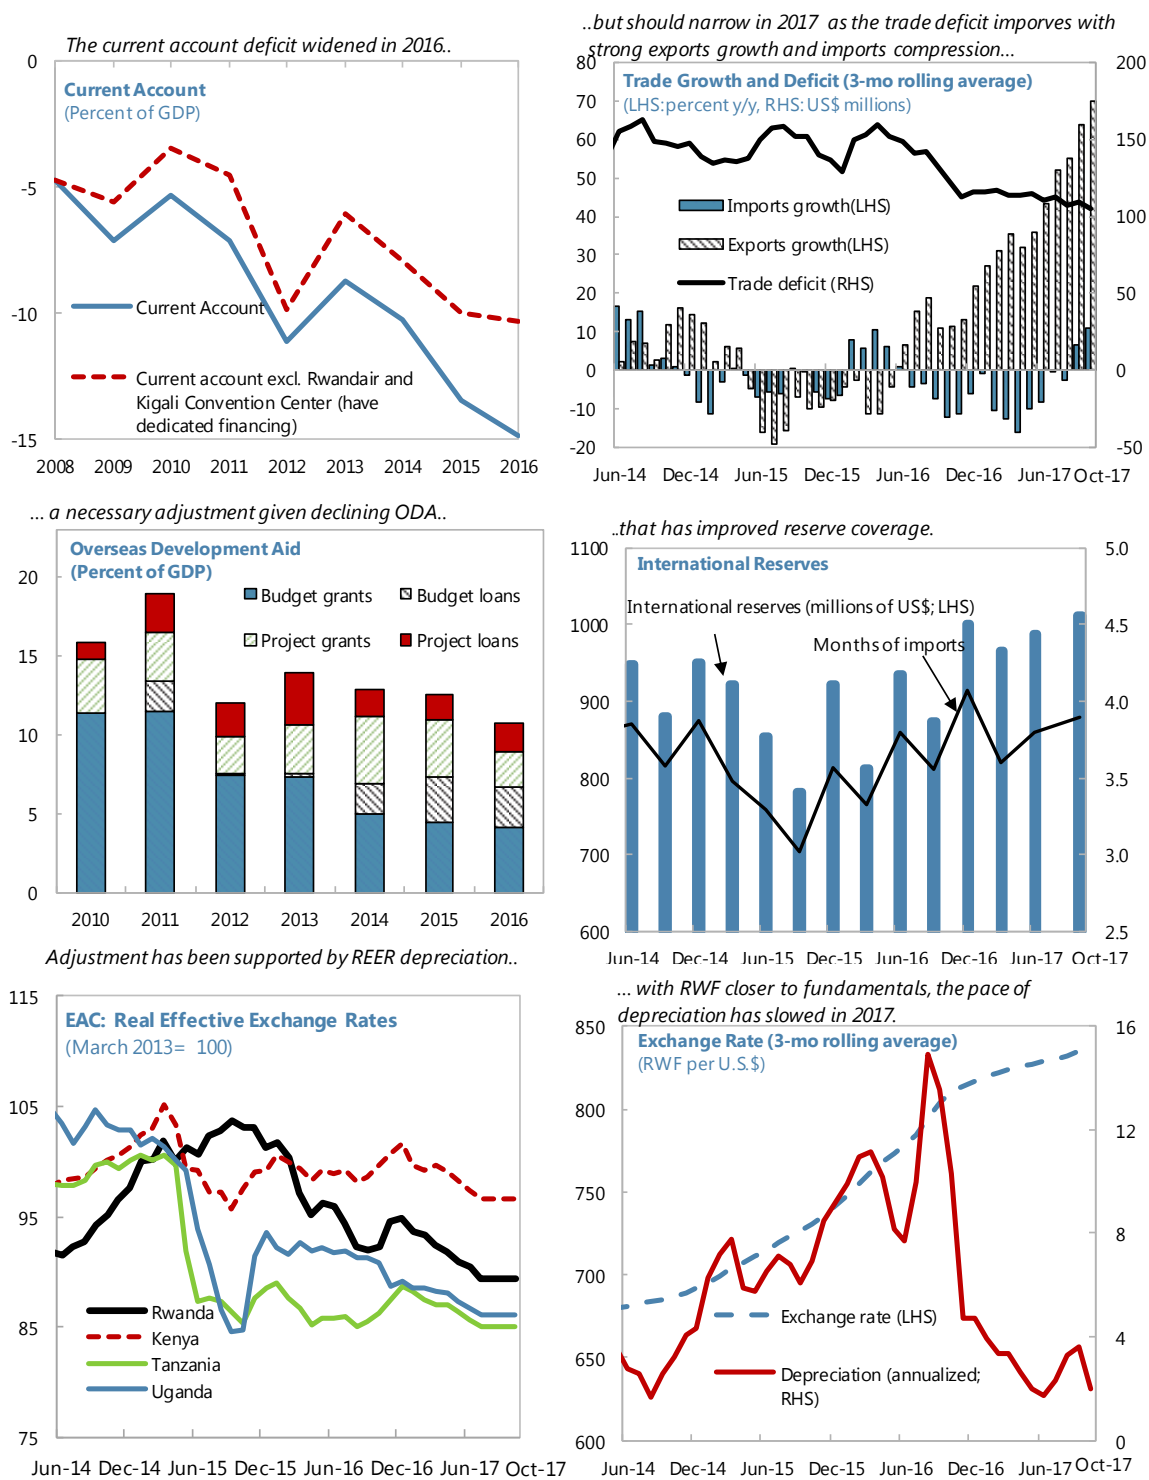 The current account deficit widened in 2016..
0
Current Account
(Percent of GDP)
-5
-10
Current Account
Current account excl. Rwandair and
Kigali Convention Center (have
dedicated financing)
-15
2008 2009 2010 2011 2012 2013 2014 2015 2016
..but should narrow in 2017 as the trade deficit imporves with
strong exports growth and imports compression...
80 200
Trade Growth and Deficit (3-mo rolling average)
(LHS:percent y/y, RHS: US$ millions)
70
60 150
50
Imports growth(LHS)
40 100
Exports growth(LHS)
30
Trade deficit (RHS)
20 50
10
0 0
-10
-20 -50
Jun-14 Dec-14 Jun-15 Dec-15 Jun-16 Dec-16 Jun-17 Oct-17
... a necessary adjustment given declining ODA..
Overseas Development Aid
(Percent of GDP)
20
Budget grants Budget loans
Project grants Project loans
15
10
5
0
2010 2011 2012 2013 2014 2015 2016
..that has improved reserve coverage.
1100 5.0
International Reserves
International reserves (millions of US$; LHS)
1000 4.5
Months of imports
900 4.0
800 3.5
700 3.0
600 2.5
Jun-14 Dec-14 Jun-15 Dec-15 Jun-16 Dec-16 Jun-17 Oct-17
Adjustment has been supported by REER depreciation..
115
EAC: Real Effective Exchange Rates
(March 2013= 100)
105
95
Rwanda
85
Kenya
Tanzania
Uganda
75
Jun-14 Dec-14 Jun-15 Dec-15 Jun-16 Dec-16 Jun-17 Oct-17
... with RWF closer to fundamentals, the pace of
depreciation has slowed in 2017.
850 16
Exchange Rate (3-mo rolling average)
(RWF per U.S.$)
800 12
750
8
700
Exchange rate (LHS)
650 4
Depreciation (annualized;
RHS)
600 0
Jun-14 Dec-14 Jun-15 Dec-15 Jun-16 Dec-16 Jun-17 Oct-17